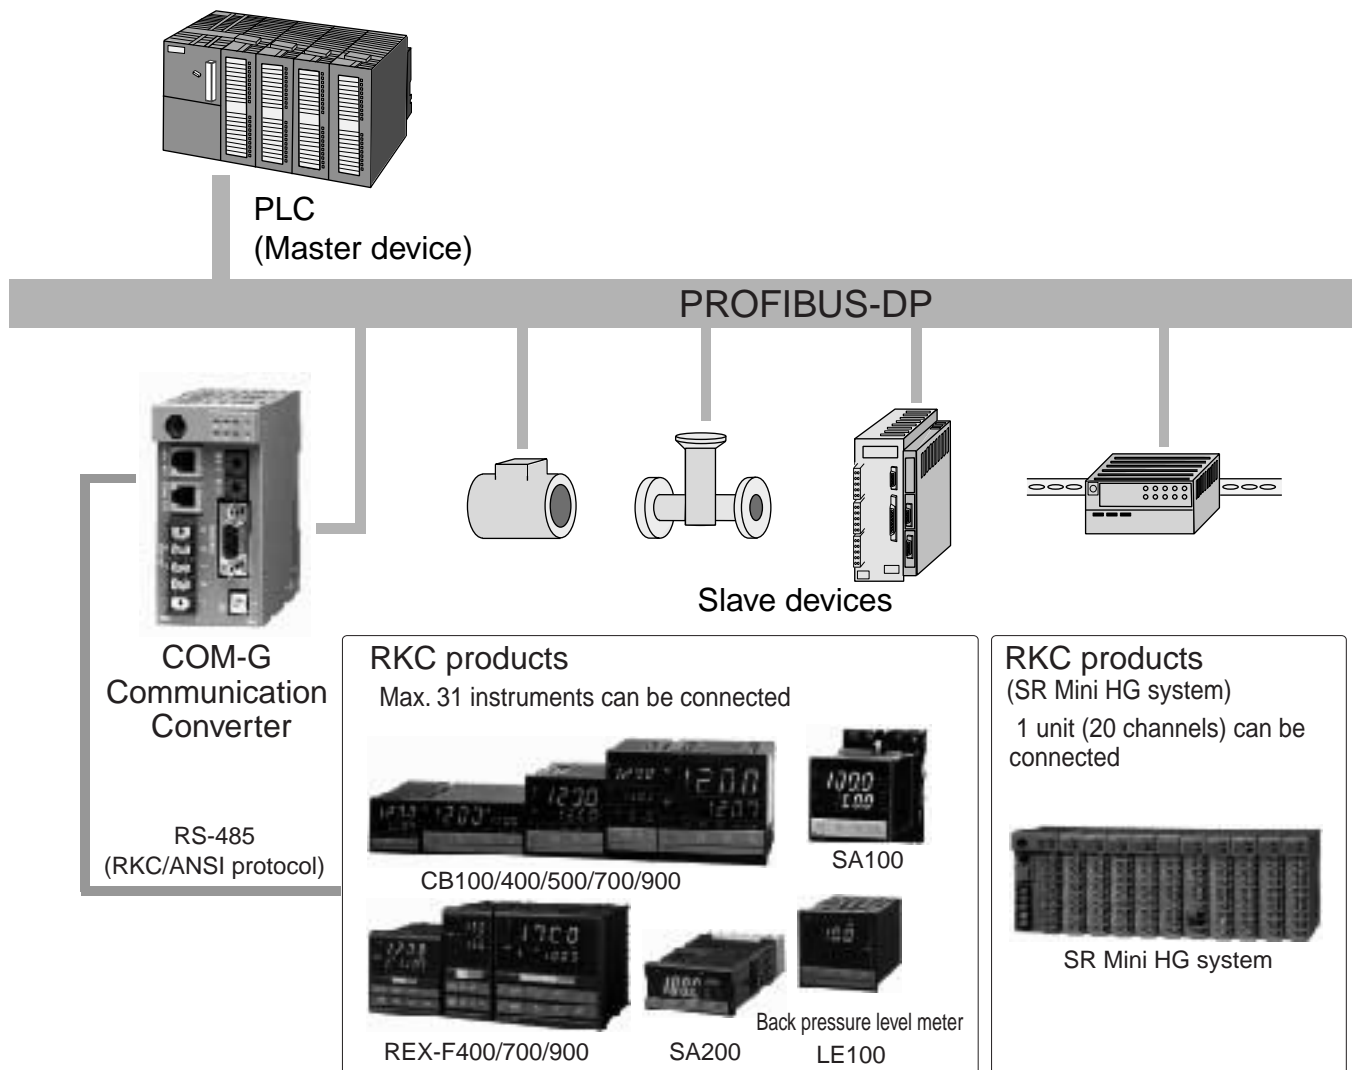 PLC
(Master device)
PROFIBUS-DP
Slave devices
COM-G
Communication
Converter
RS-485
(RKC/ANSI protocol)
RKC products
Max. 31 instruments can be connected
CB100/400/500/700/900
SA100
REX-F400/700/900
SA200
Back pressure level meter
LE100
RKC products
(SR Mini HG system)
1 unit (20 channels) can be
connected
SR Mini HG system